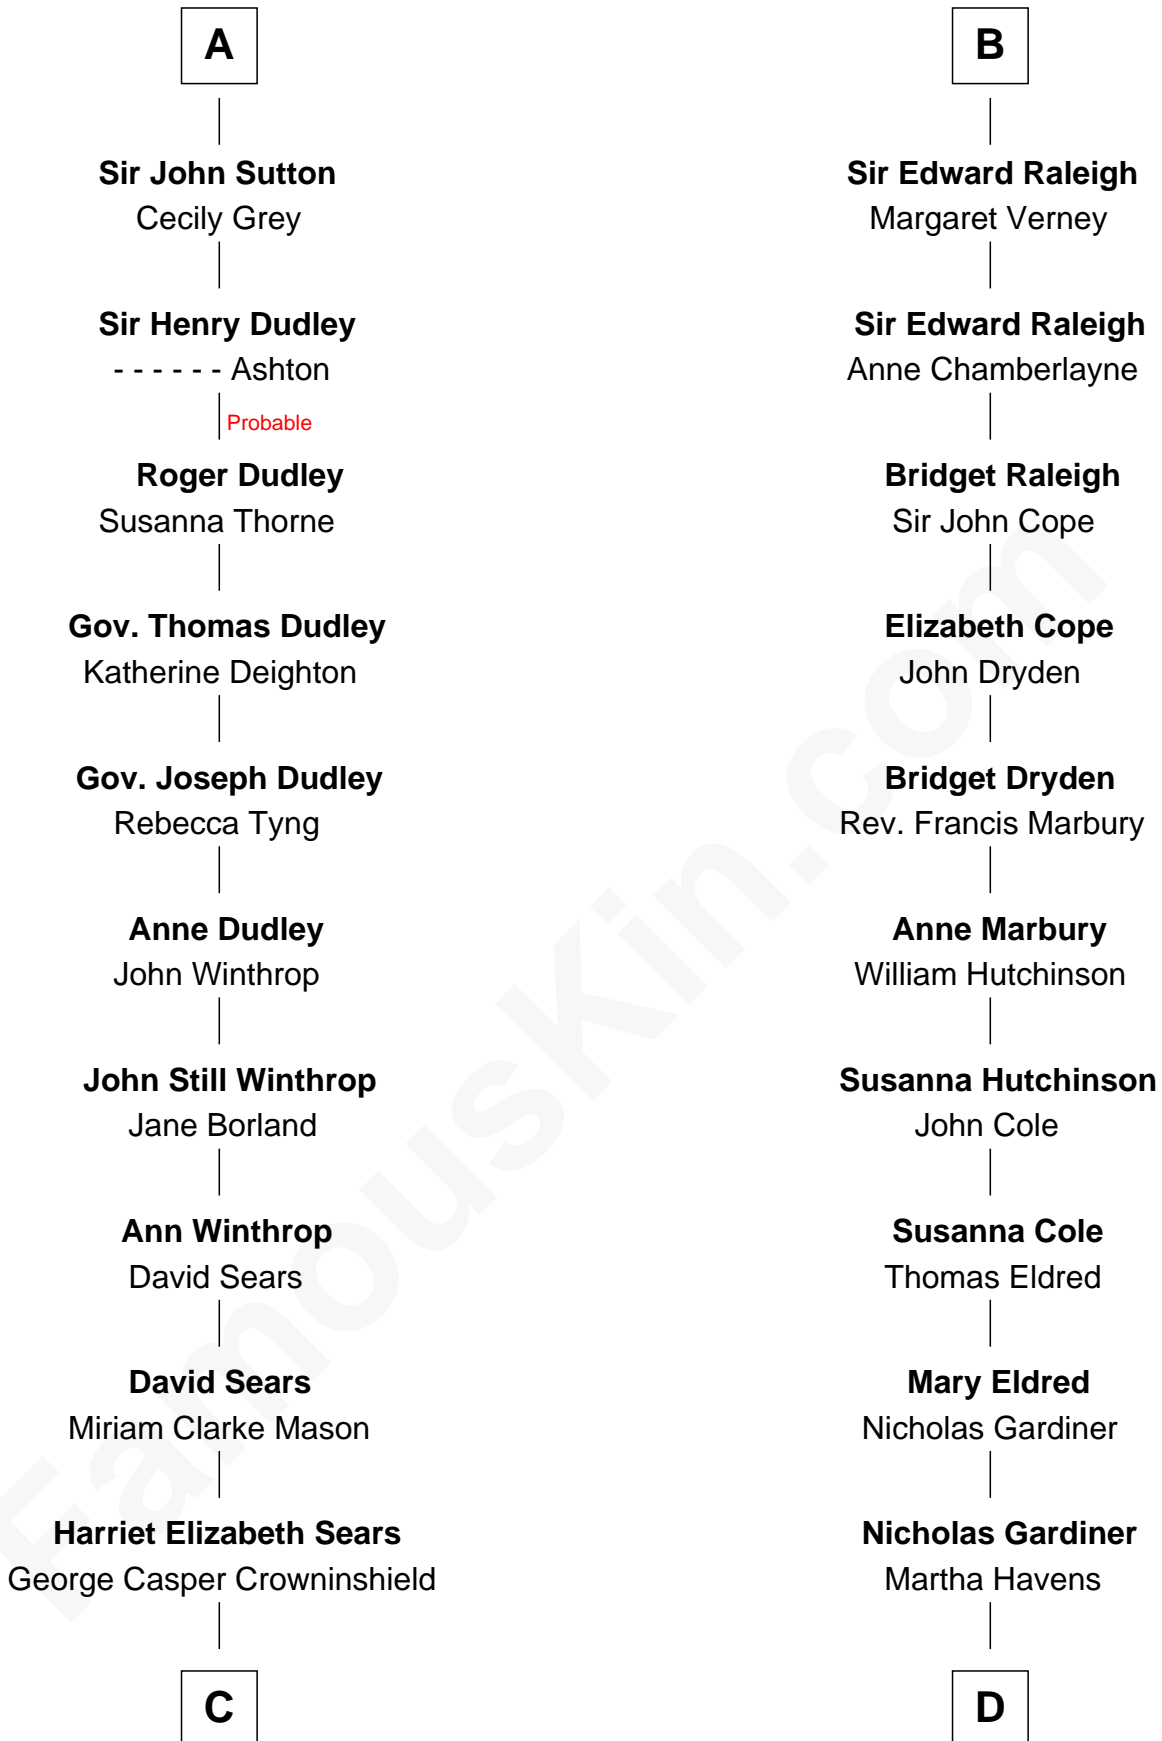 A
Sir John Sutton
Cecily Grey
Sir Henry Dudley
- - - - - - Ashton
Probable
Roger Dudley
Susanna Thorne
Gov. Thomas Dudley
Katherine Deighton
Gov. Joseph Dudley
Rebecca Tyng
Anne Dudley
John Winthrop
John Still Winthrop
Jane Borland
Ann Winthrop
David Sears
David Sears
Miriam Clarke Mason
Harriet Elizabeth Sears
George Casper Crowninshield
C
B
Sir Edward Raleigh
Margaret Verney
Sir Edward Raleigh
Anne Chamberlayne
Bridget Raleigh
Sir John Cope
Elizabeth Cope
John Dryden
Bridget Dryden
Rev. Francis Marbury
Anne Marbury
William Hutchinson
Susanna Hutchinson
John Cole
Susanna Cole
Thomas Eldred
Mary Eldred
Nicholas Gardiner
Nicholas Gardiner
Martha Havens
D
FamousKin.com